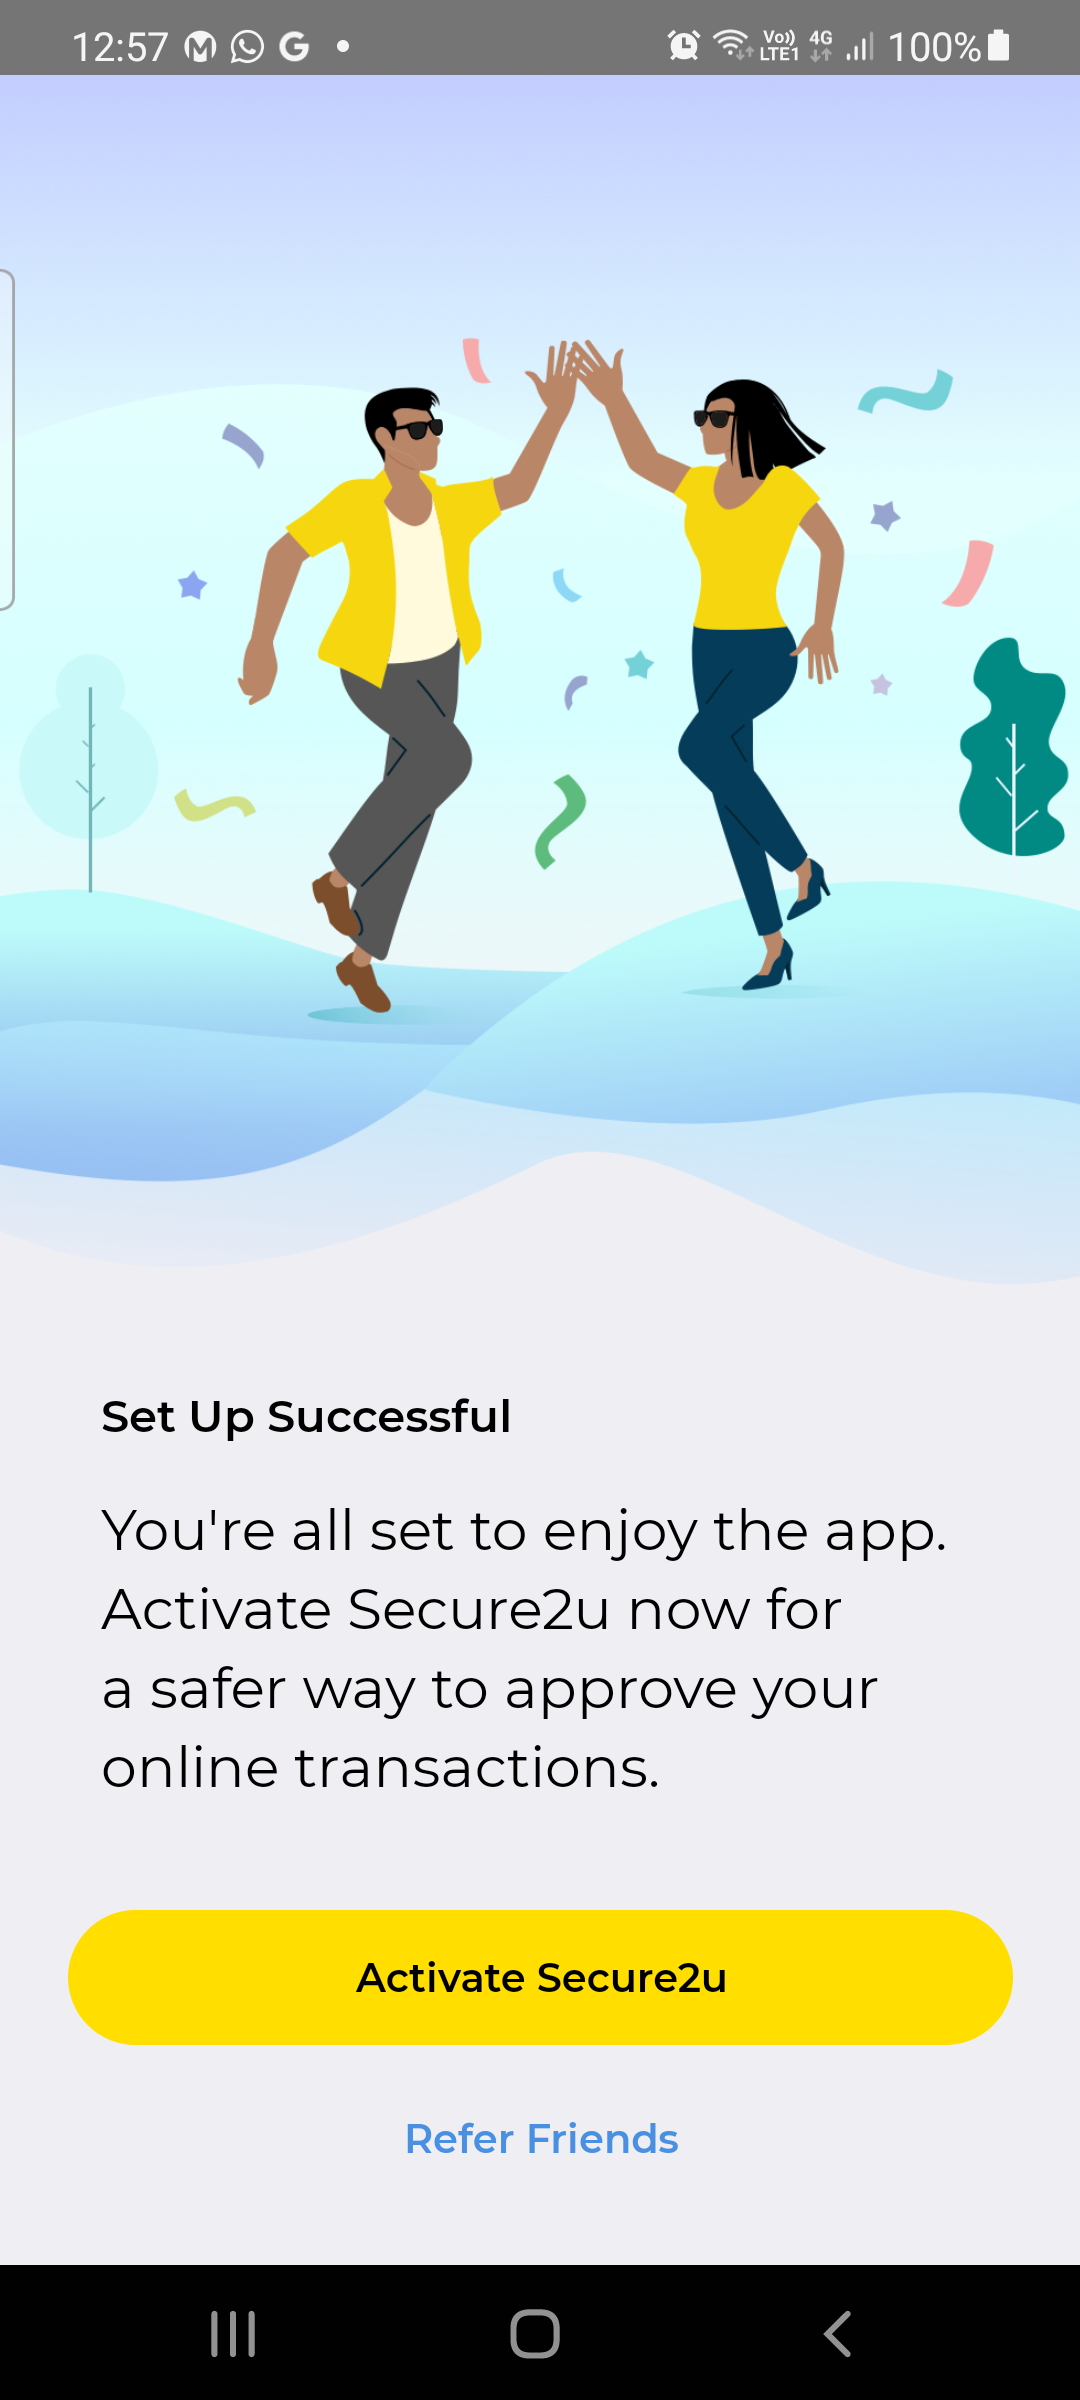 12:57
Vo)) LTE1 4G 100%
Set Up Successful
You're all set to enjoy the app.
Activate Secure2u now for
a safer way to approve your
online transactions.
Activate Secure2u
Refer Friends